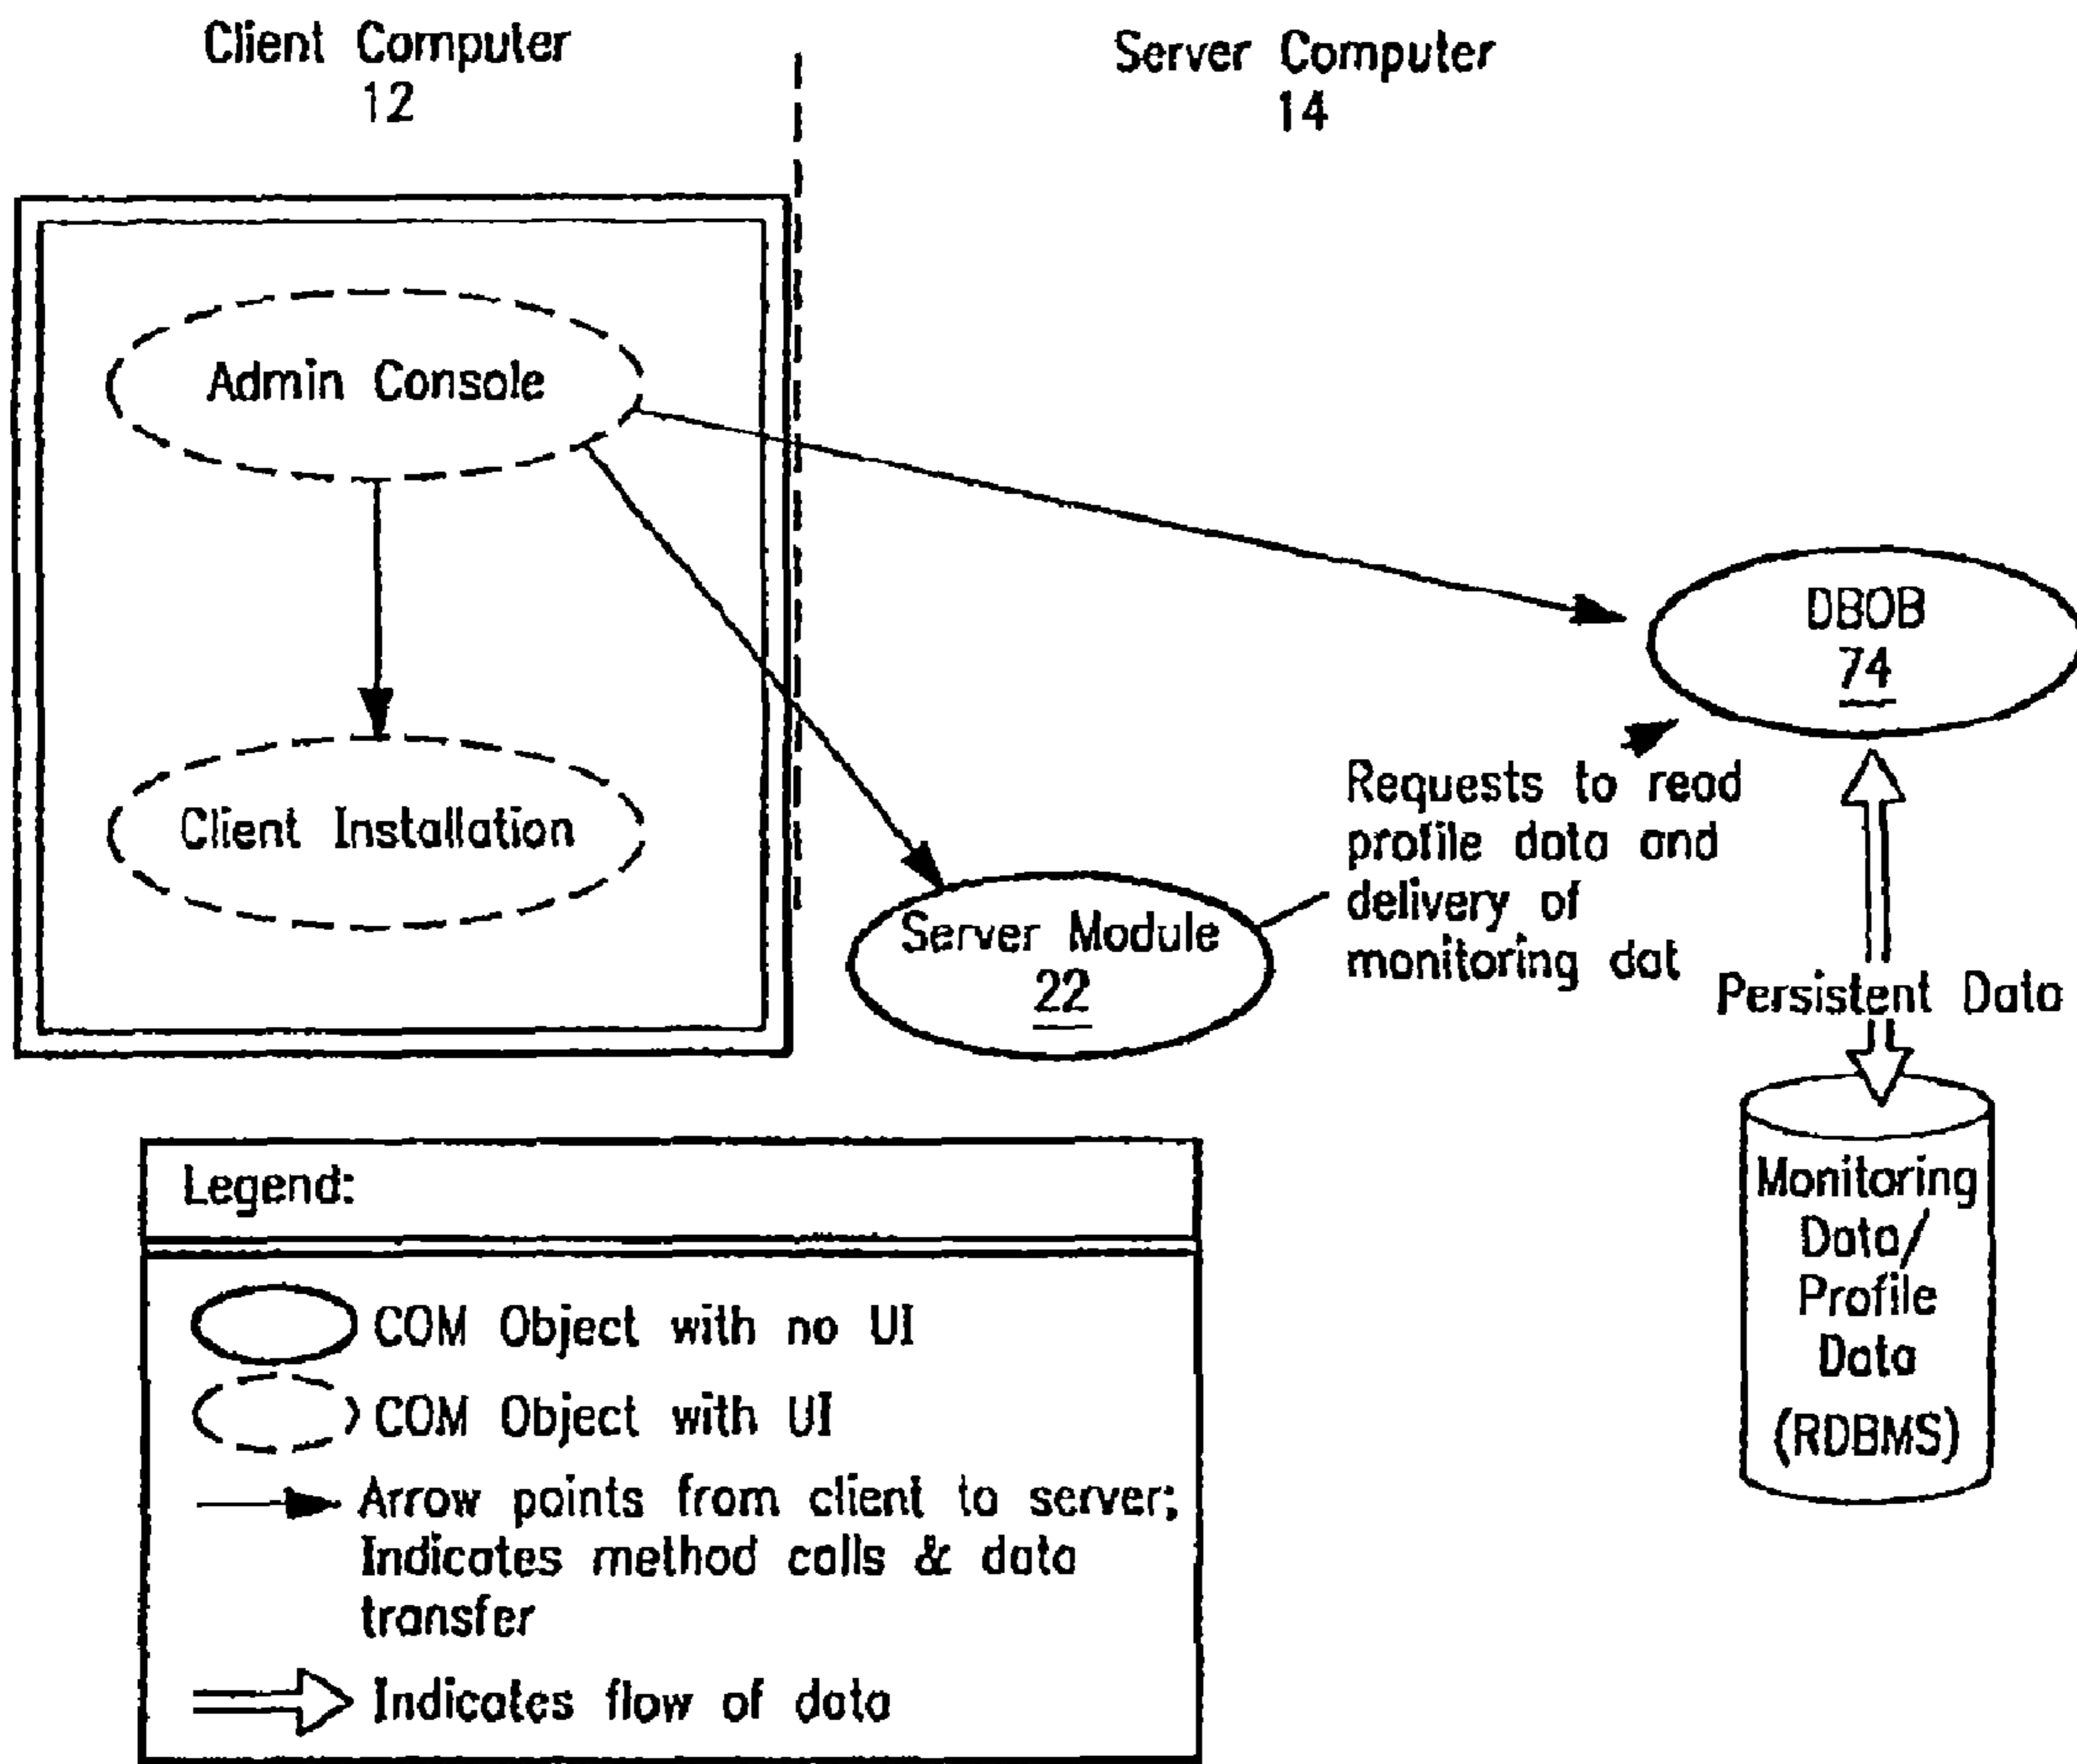 Client Computer
12
Server Computer
14
Admin Console
Client Installation
DBOB
74
Requests to read
profile data and
delivery of
monitoring dat
Server Module
22
Persistent Data
Monitoring
Data/
Profile
Data
(RDBMS)
Legend:
COM Object with no UI
COM Object with UI
Arrow points from client to server;
Indicates method calls & data
transfer
Indicates flow of data